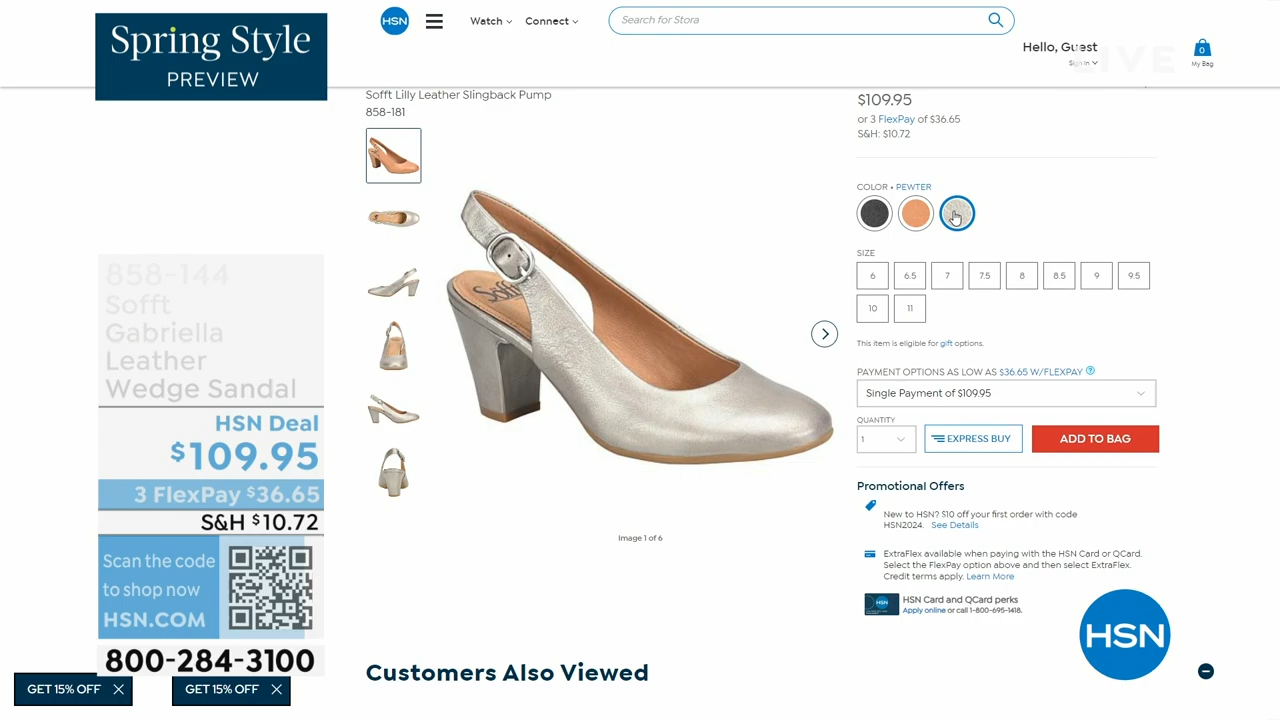 Spring Style
PREVIEW
HSN
Watch
Connect
Search for Stora
Hello, Guest
Sign In
LIVE
0
My Bag
Sofft Lilly Leather Slingback Pump
858-181
$109.95
or 3 FlexPay of $36.65
S&H: $10.72
COLOR • PEWTER
SIZE
6 6.5 7 7.5 8 8.5 9 9.5
10 11
This item is eligible for gift options.
PAYMENT OPTIONS AS LOW AS $36.65 W/FLEXPAY ?
Single Payment of $109.95
QUANTITY
1
EXPRESS BUY
ADD TO BAG
Promotional Offers
New to HSN? $10 off your first order with code
HSN2024. See Details
ExtraFlex available when paying with the HSN Card or QCard.
Select the FlexPay option above and then select ExtraFlex.
Credit terms apply. Learn More
HSN
HSN Card and QCard perks
Apply online or call 1-800-695-1418.
HSN
Sofft
Image 1 of 6
858-144
Sofft
Gabriella
Leather
Wedge Sandal
HSN Deal
$109.95
3 FlexPay $36.65
S&H $10.72
Scan the code
to shop now
HSN.COM
800-284-3100
GET 15% OFF
GET 15% OFF
Customers Also Viewed